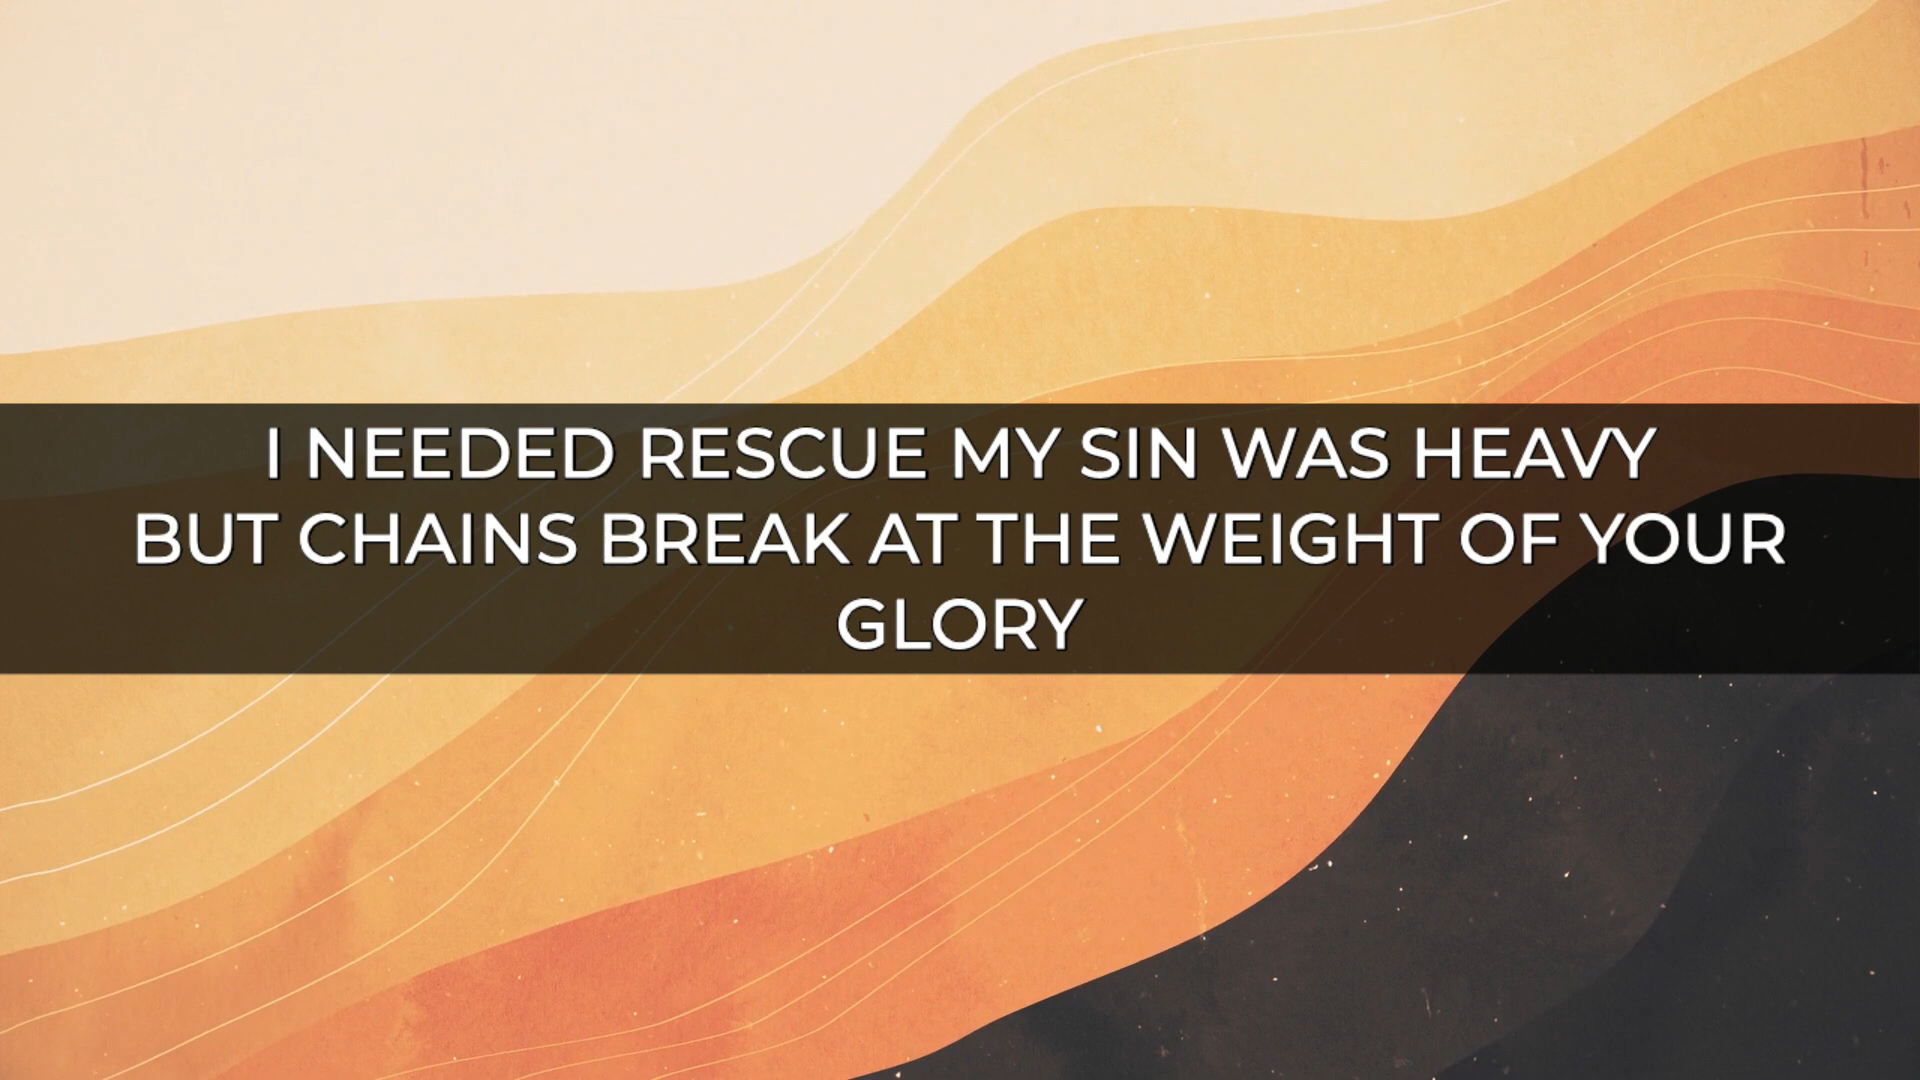 I NEEDED RESCUE MY SIN WAS HEAVY
BUT CHAINS BREAK AT THE WEIGHT OF YOUR
GLORY